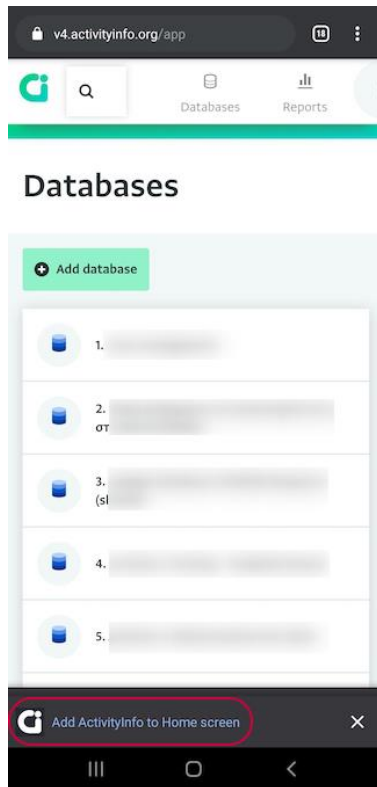 v4.activityinfo.org/app
18
Databases
Reports
Databases
Add database
1.
2.
στ
3.
(sl
4.
5.
Add ActivityInfo to Home screen